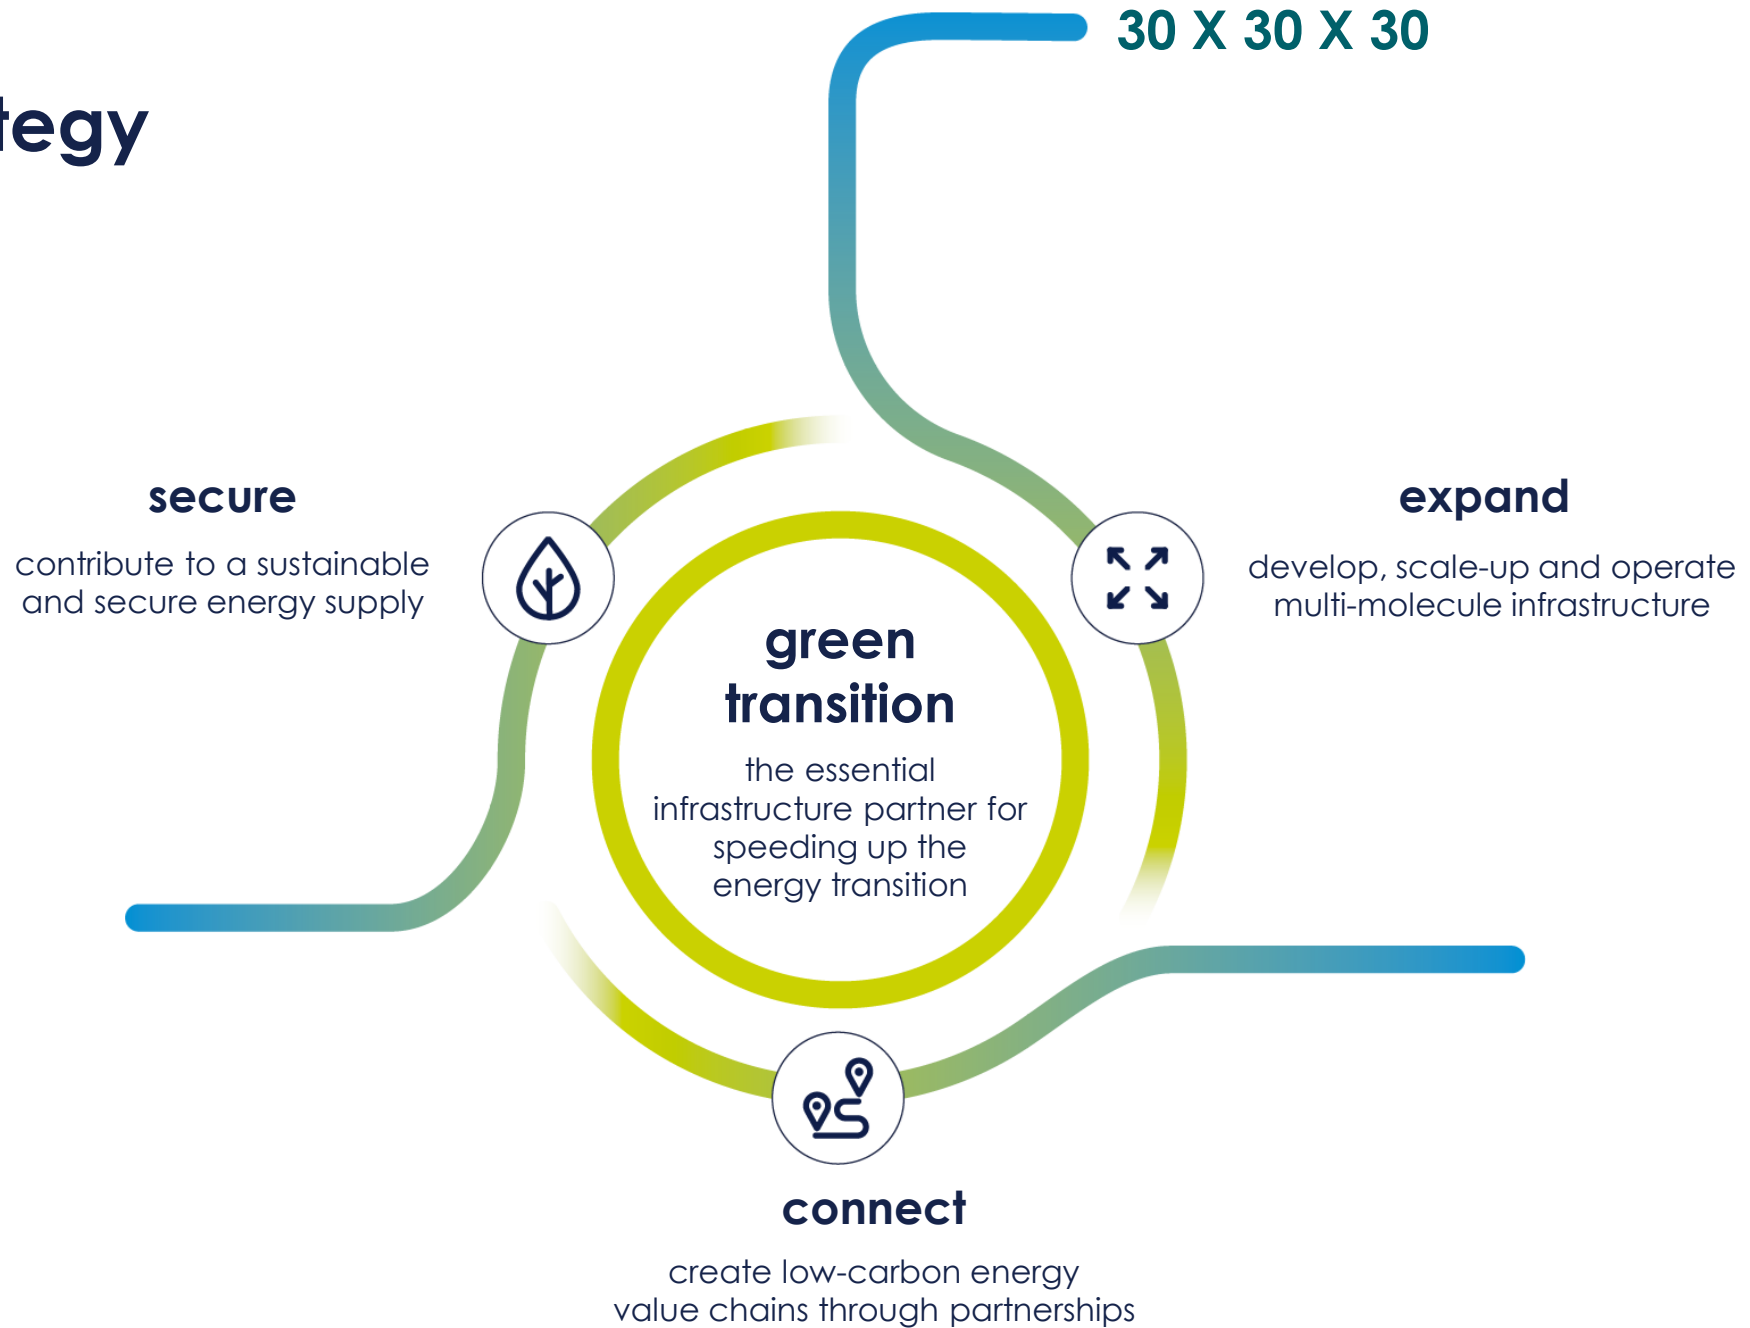 30 X 30 X 30
tegy
secure
contribute to a sustainable
and secure energy supply
expand
develop, scale-up and operate
multi-molecule infrastructure
green
transition
the essential
infrastructure partner for
speeding up the
energy transition
connect
create low-carbon energy
value chains through partnerships